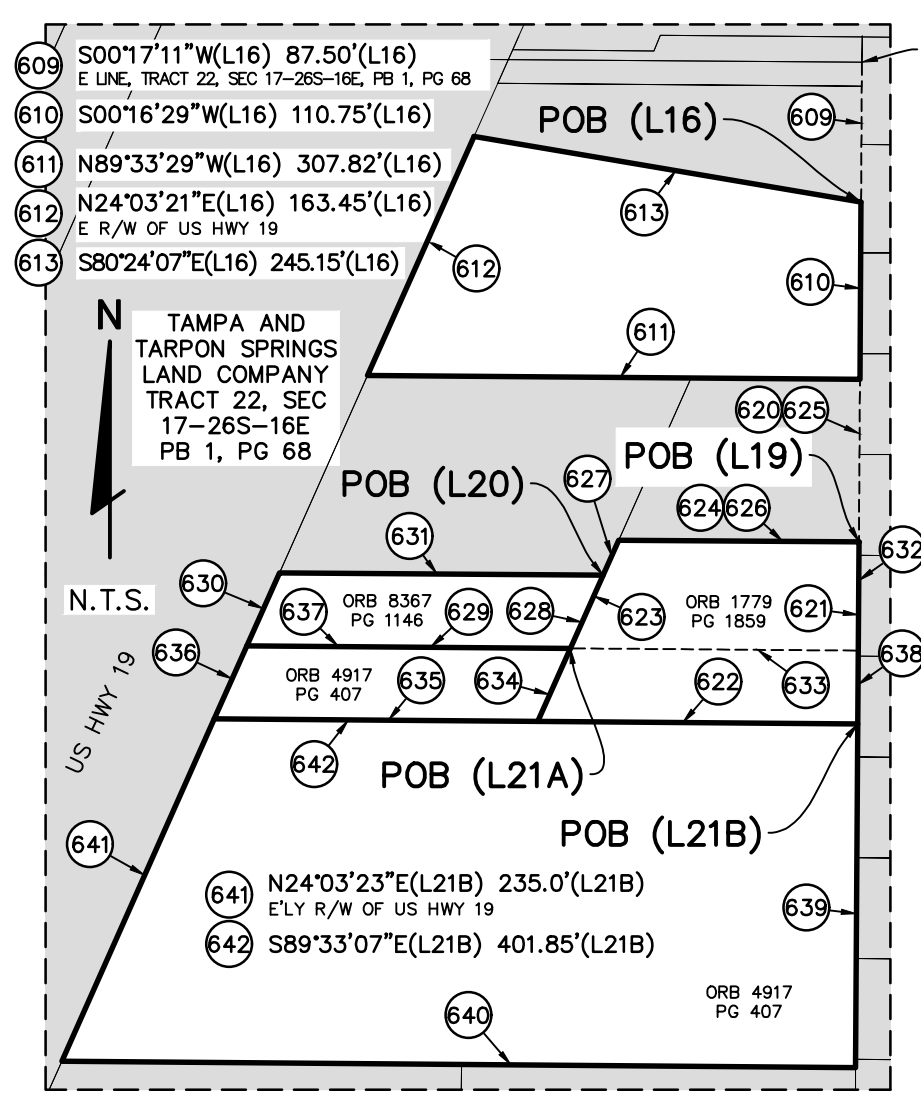 609 S00°17'11"W(L16) 87.50'(L16)
E LINE, TRACT 22, SEC 17-26S-16E, PB 1, PG 68
610 S00°16'29"W(L16) 110.75'(L16)
611 N89°33'29"W(L16) 307.82'(L16)
612 N24°03'21"E(L16) 163.45'(L16)
E R/W OF US HWY 19
613 S80°24'07"E(L16) 245.15'(L16)
POB (L16)
609
613
612
610
611
N
TAMPA AND
TARPON SPRINGS
LAND COMPANY
TRACT 22, SEC
17-26S-16E
PB 1, PG 68
N.T.S.
620 625
POB (L19)
POB (L20)
627
624 626
631
632
630
637
ORB 8367
PG 1146
629
628
623
ORB 1779
PG 1859
621
636
ORB 4917
PG 407
635
634
622
633
638
US HWY 19
642
POB (L21A)
POB (L21B)
641
641 N24°03'23"E(L21B) 235.0'(L21B)
E'LY R/W OF US HWY 19
642 S89°33'07"E(L21B) 401.85'(L21B)
639
ORB 4917
PG 407
640